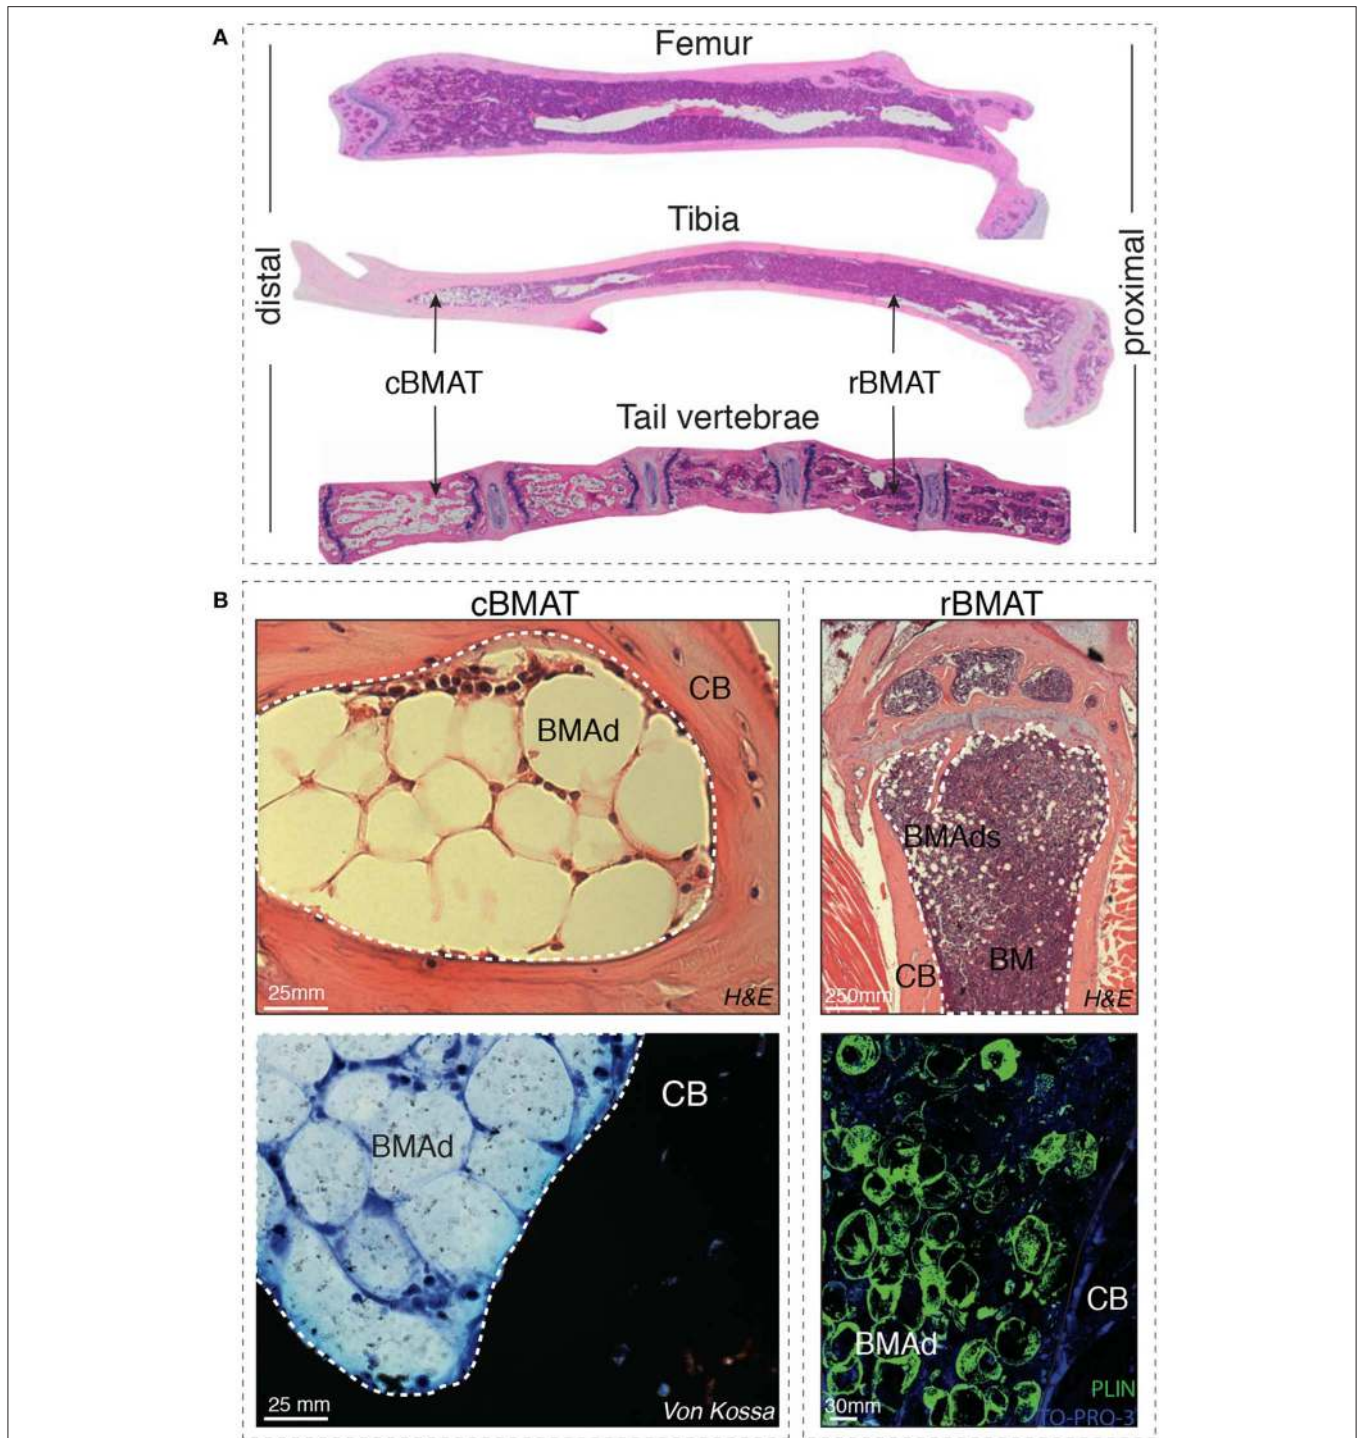 A
Femur
Tibia
distal
proximal
cBMAT
rBMAT
Tail vertebrae
B
cBMAT
CB
BMAd
25mm
H&E
rBMAT
BMAds
CB
BM
250mm
H&E
CB
BMAd
25 mm
Von Kossa
CB
BMAd
PLIN
30mm
TO-PRO-3